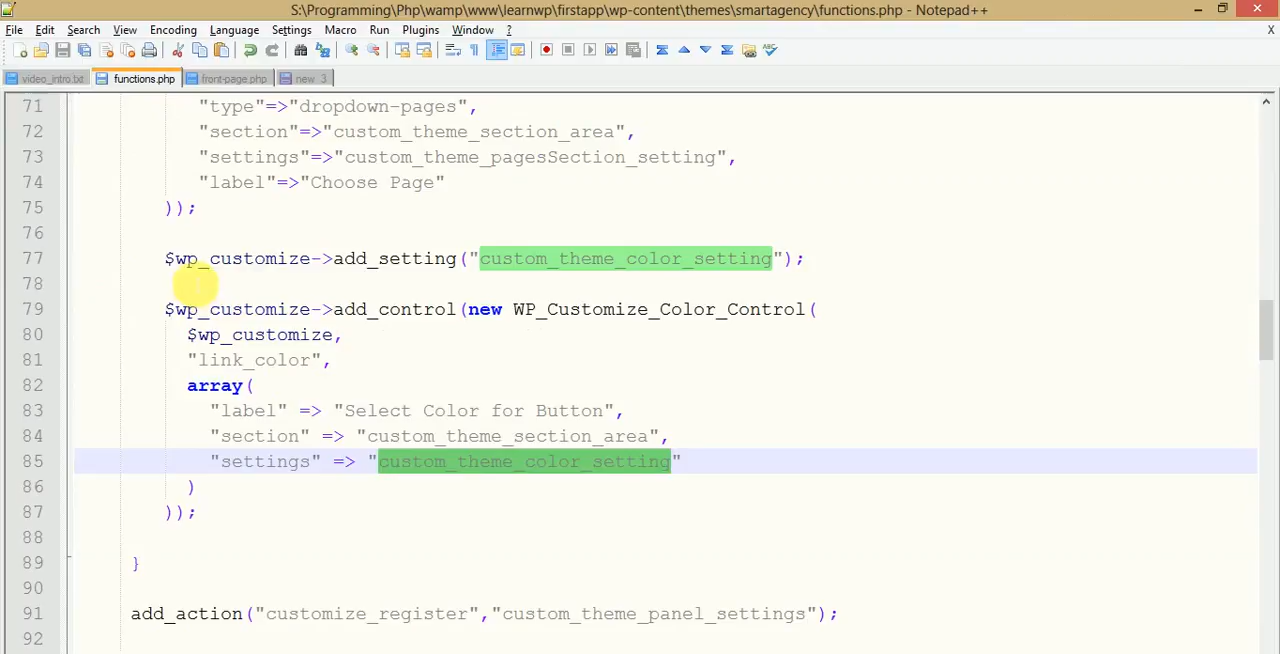 S:\Programming\Php\wamp\www\learnwp\firstapp\wp-content\themes\smartagency\functions.php - Notepad++
File Edit Search View Encoding Language Settings Macro Run Plugins Window ? X
video_intro.txt functions.php front-page.php new 3
71 "type"=>"dropdown-pages",
72 "section"=>"custom_theme_section_area",
73 "settings"=>"custom_theme_pagesSection_setting",
74 "label"=>"Choose Page"
75 ));
76
77 $wp_customize->add_setting("custom_theme_color_setting");
78
79 $wp_customize->add_control(new WP_Customize_Color_Control(
80 $wp_customize,
81 "link_color",
82 array(
83 "label" => "Select Color for Button",
84 "section" => "custom_theme_section_area",
85 "settings" => "custom_theme_color_setting"
86 )
87 ));
88
89 }
90
91 add_action("customize_register","custom_theme_panel_settings");
92